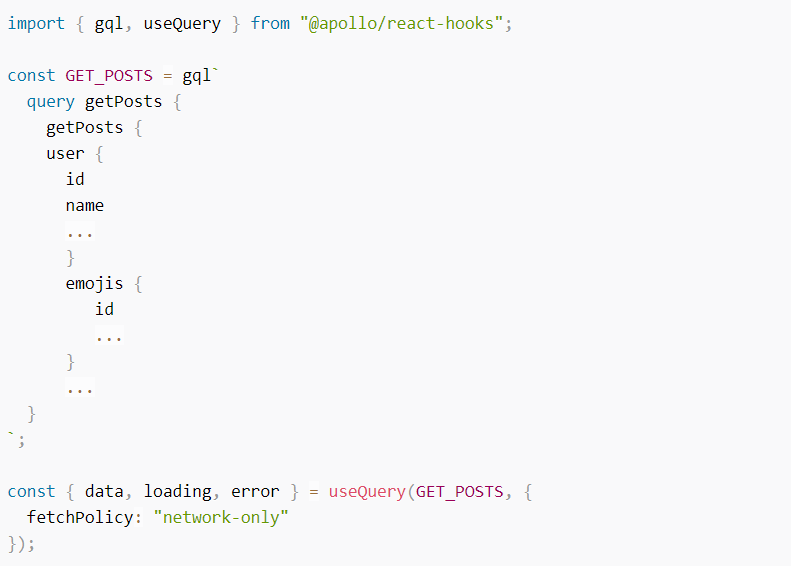 import { gql, useQuery } from "@apollo/react-hooks";

const GET_POSTS = gql`
  query getPosts {
    getPosts {
    user {
      id
      name
      ...
      }
      emojis {
         id
         ...
      }
      ...
  }
`;

const { data, loading, error } = useQuery(GET_POSTS, {
  fetchPolicy: "network-only"
});